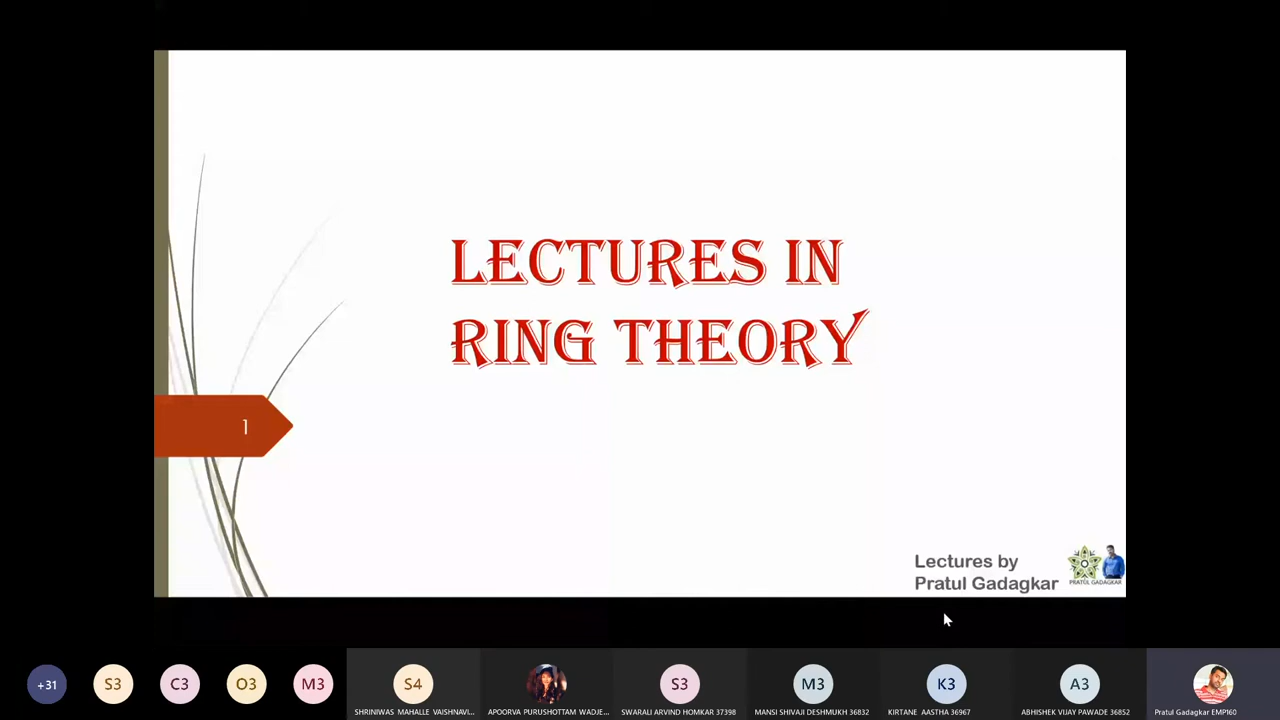 LECTURES IN
RING THEORY
1
Lectures by
Pratul Gadagkar
PRATUL GADAGKAR
+31
S3
C3
O3
M3
S4
S3
M3
K3
A3
SHRINIWAS MAHALLE VAISHNAVI...
APOORVA PURUSHOTTAM WADJE...
SWARALI ARVIND HOMKAR 37398
MANSI SHIVAJI DESHMUKH 36832
KIRTANE AASTHA 36967
ABHISHEK VIJAY PAWADE 36852
Pratul Gadagkar EMP160